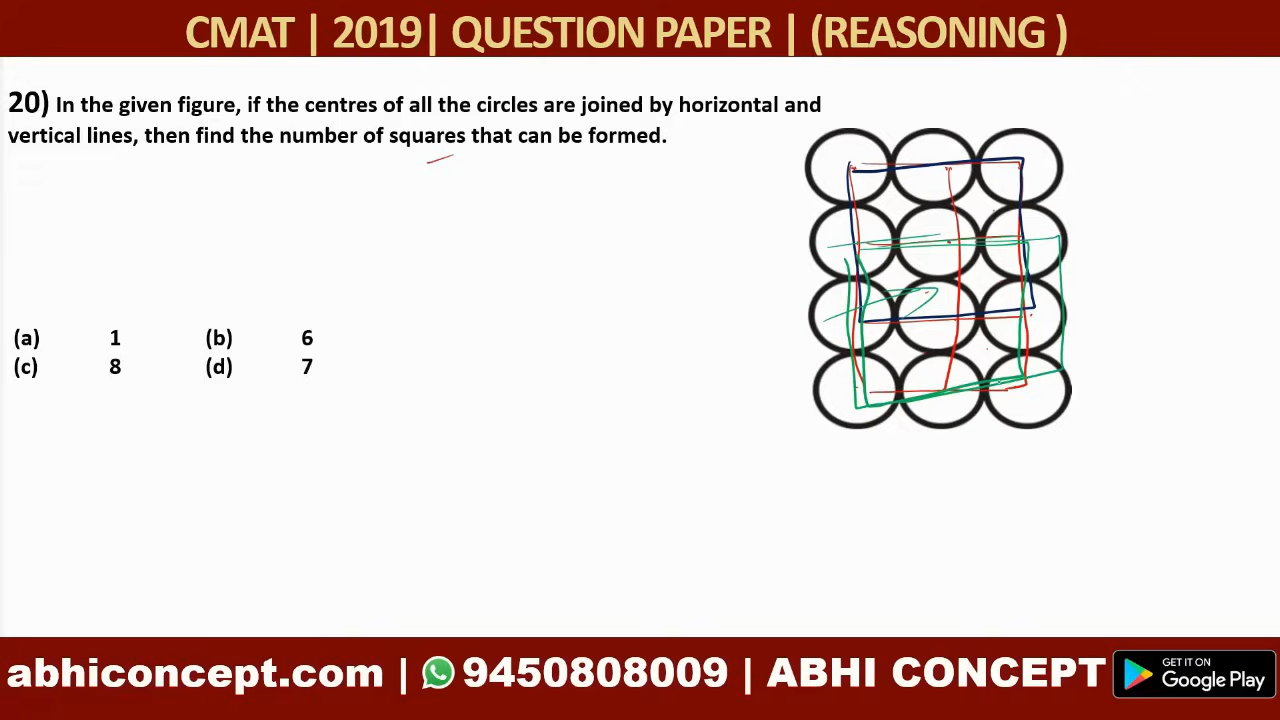 CMAT | 2019| QUESTION PAPER | (REASONING )
20) In the given figure, if the centres of all the circles are joined by horizontal and
vertical lines, then find the number of squares that can be formed.
(a) 1 (b) 6
(c) 8 (d) 7
abhiconcept.com | 9450808009 | ABHI CONCEPT
GET IT ON
Google Play